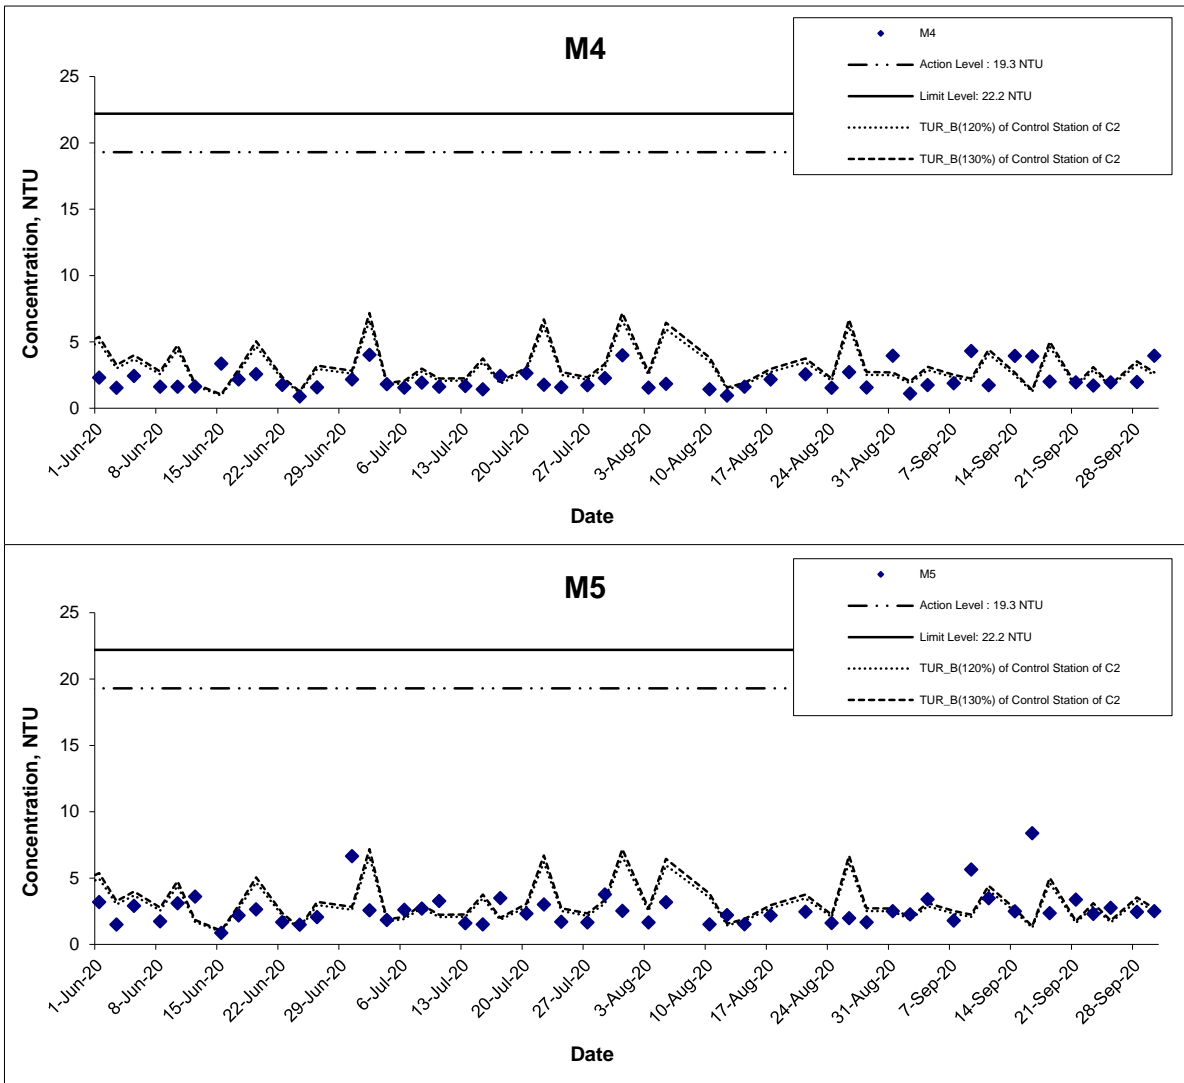 M4
M4
Action Level : 19.3 NTU
Limit Level: 22.2 NTU
TUR_B(120%) of Control Station of C2
TUR_B(130%) of Control Station of C2
Concentration, NTU
25
20
15
10
5
0
1-Jun-20
8-Jun-20
15-Jun-20
22-Jun-20
29-Jun-20
6-Jul-20
13-Jul-20
20-Jul-20
27-Jul-20
3-Aug-20
10-Aug-20
17-Aug-20
24-Aug-20
31-Aug-20
7-Sep-20
14-Sep-20
21-Sep-20
28-Sep-20
Date
M5
M5
Action Level : 19.3 NTU
Limit Level: 22.2 NTU
TUR_B(120%) of Control Station of C2
TUR_B(130%) of Control Station of C2
Concentration, NTU
25
20
15
10
5
0
1-Jun-20
8-Jun-20
15-Jun-20
22-Jun-20
29-Jun-20
6-Jul-20
13-Jul-20
20-Jul-20
27-Jul-20
3-Aug-20
10-Aug-20
17-Aug-20
24-Aug-20
31-Aug-20
7-Sep-20
14-Sep-20
21-Sep-20
28-Sep-20
Date